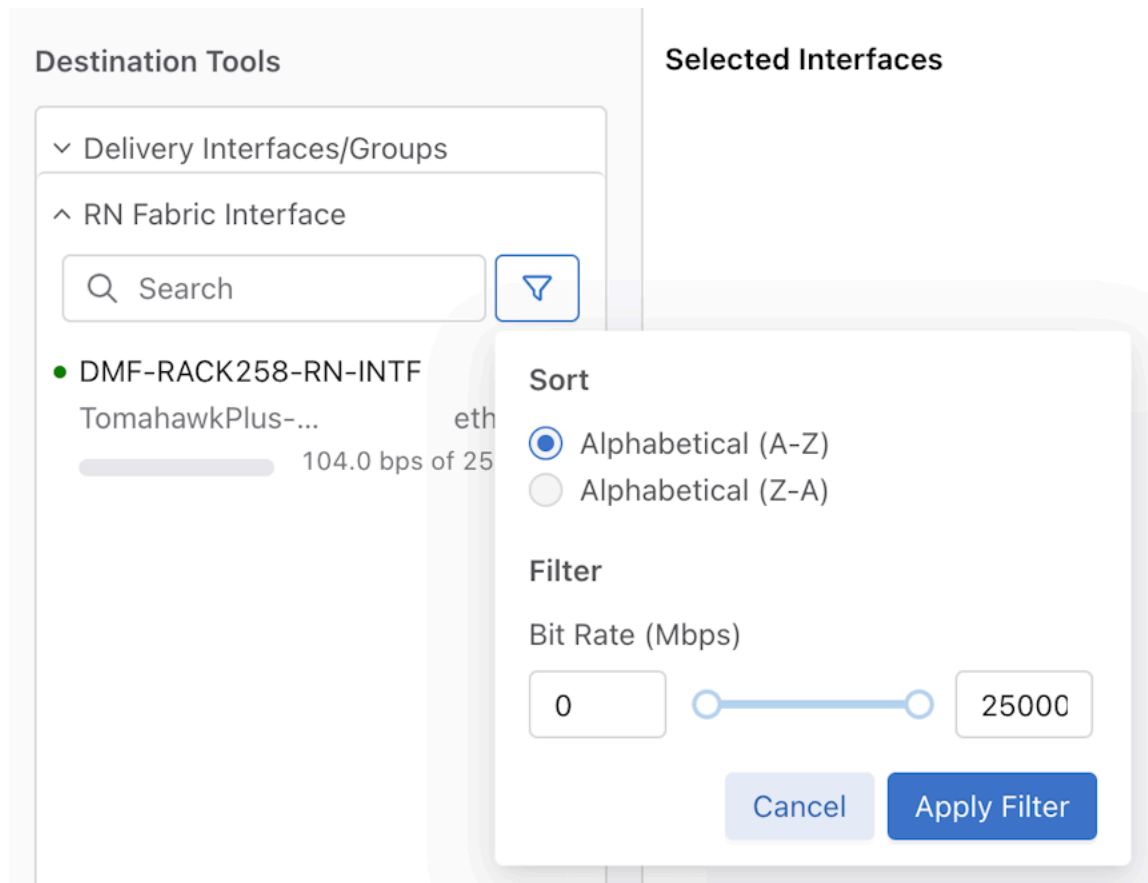 Destination Tools
Selected Interfaces
Delivery Interfaces/Groups
RN Fabric Interface
Search
DMF-RACK258-RN-INTF
TomahawkPlus-... eth
104.0 bps of 25
Sort
Alphabetical (A-Z)
Alphabetical (Z-A)
Filter
Bit Rate (Mbps)
0 25000
Cancel Apply Filter